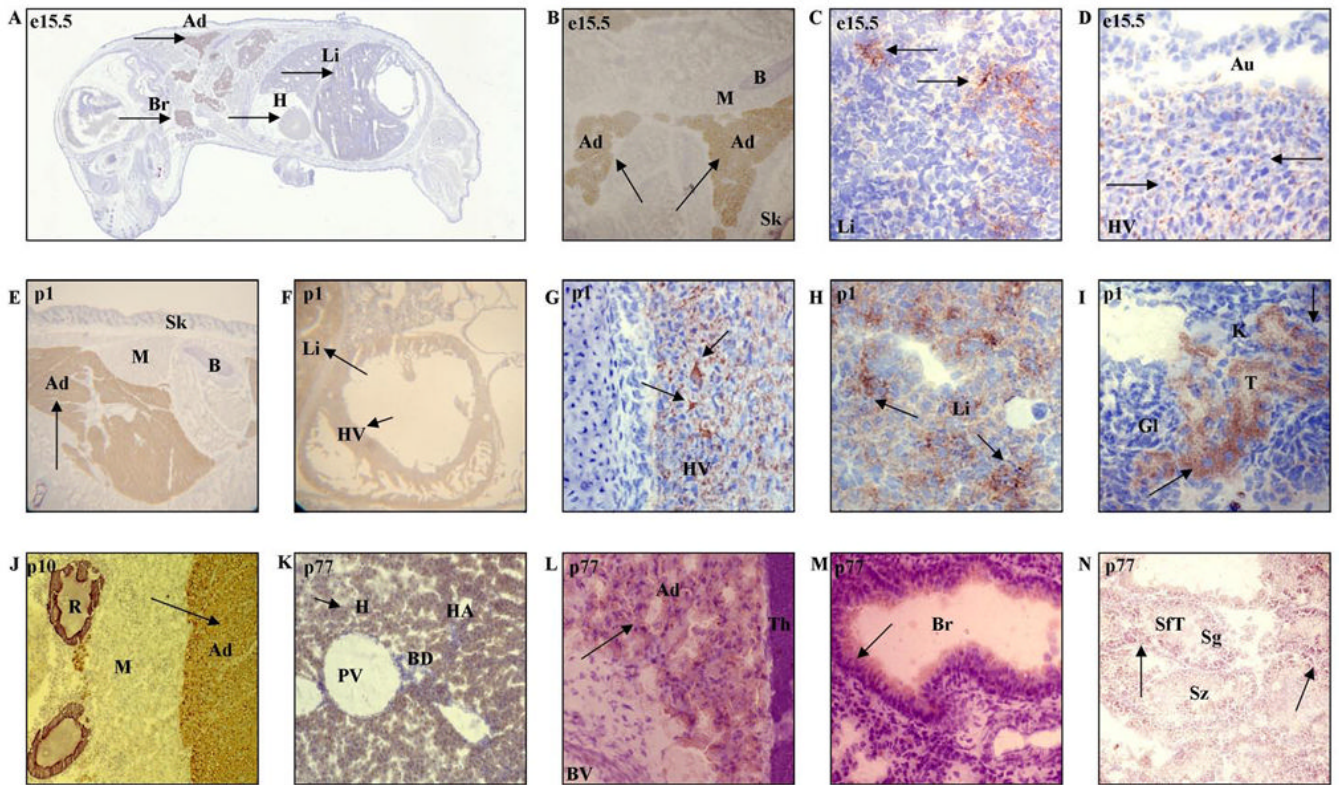 A
e15.5
Ad
Li
Br
H
B
e15.5
B
M
Ad
Ad
Sk
C
e15.5
Li
D
e15.5
Au
HV
E
p1
Sk
M
B
Ad
F
p1
Li
HV
G
p1
HV
H
p1
Li
I
p1
K
T
Gl
J
p10
R
M
Ad
K
p77
H
HA
BD
PV
L
p77
Ad
Th
BV
M
p77
Br
N
p77
SfT
Sg
Sz